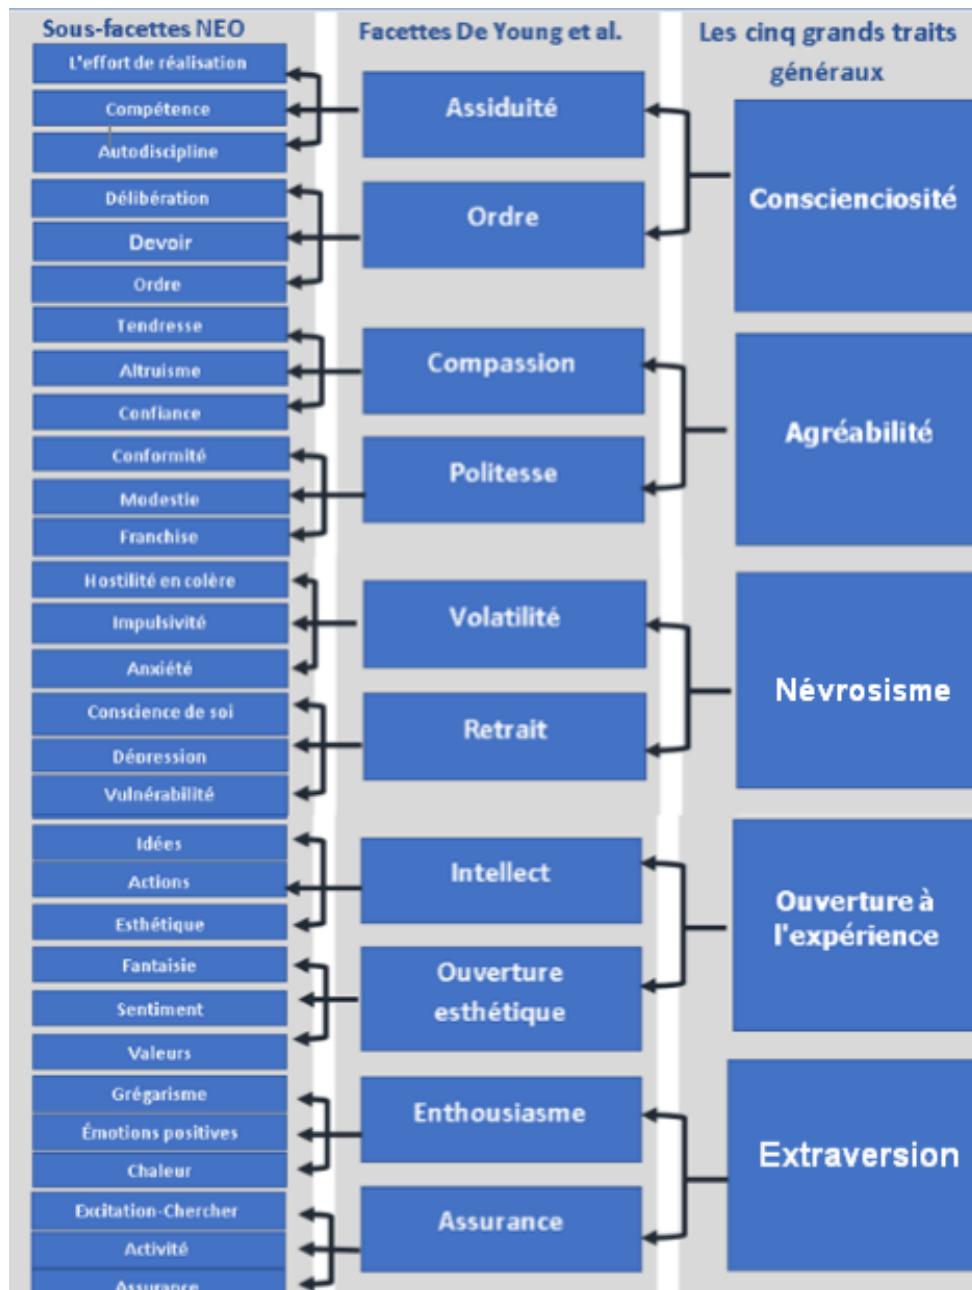 Sous-facettes NEO
L'effort de réalisation
Compétence
Autodiscipline
Délibération
Devoir
Ordre
Tendresse
Altruisme
Confiance
Conformité
Modestie
Franchise
Hostilité en colère
Impulsivité
Anxiété
Conscience de soi
Dépression
Vulnérabilité
Idées
Actions
Esthétique
Fantaisie
Sentiment
Valeurs
Grégarisme
Émotions positives
Chaleur
Excitation-Chercher
Activité
Assurance
Facettes De Young et al.
Assiduité
Ordre
Compassion
Politesse
Volatilité
Retrait
Intellect
Ouverture
esthétique
Enthousiasme
Assurance
Les cinq grands traits
généraux
Conscienciosité
Agréabilité
Névrosisme
Ouverture à
l'expérience
Extraversion